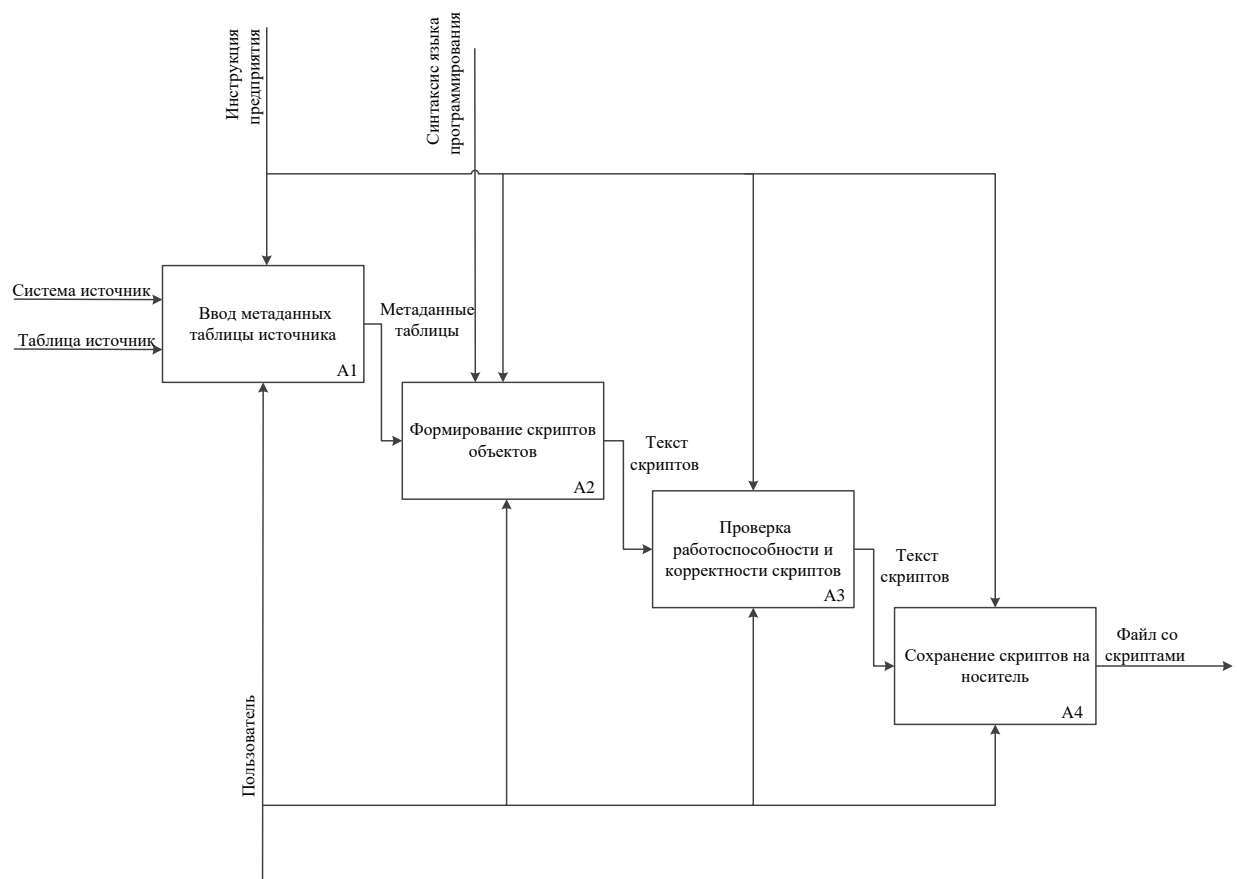 Инструкция
предприятия
Синтаксис языка
программирования
Система источник
Таблица источник
Ввод метаданных
таблицы источника
A1
Метаданные
таблицы
Формирование скриптов
объектов
A2
Текст
скриптов
Проверка
работоспособности и
корректности скриптов
A3
Текст
скриптов
Сохранение скриптов на
носитель
A4
Файл со
скриптами
Пользователь